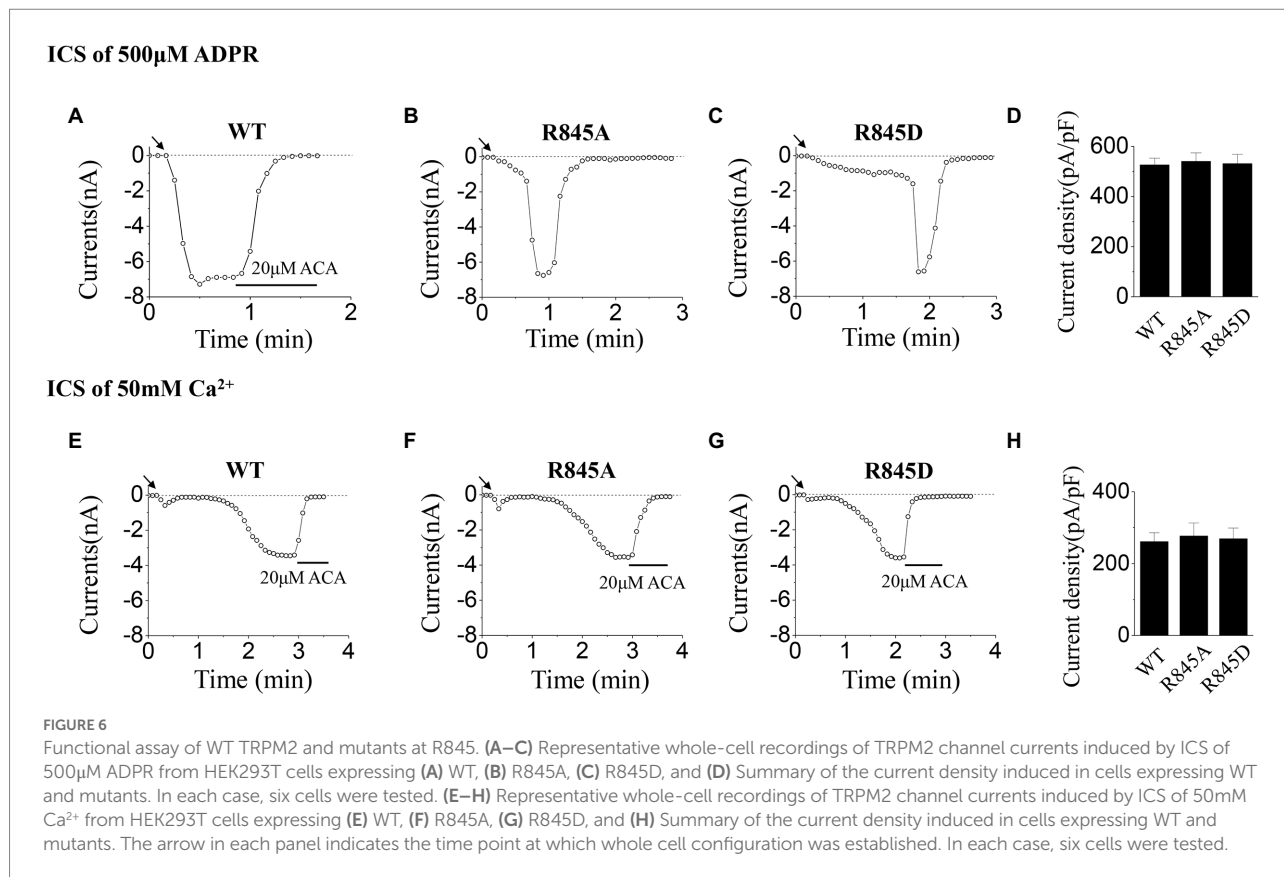 ICS of 500μM ADPR
A
WT
0
-2
-4
-6
-8
Currents(nA)
20μM ACA
0 1 2
Time (min)
B
R845A
0
-2
-4
-6
-8
Currents(nA)
0 1 2 3
Time (min)
C
R845D
0
-2
-4
-6
-8
Currents(nA)
0 1 2 3
Time (min)
D
600
400
200
0
Current density(pA/pF)
WT R845A R845D
ICS of 50mM Ca²⁺
E
WT
0
-2
-4
-6
-8
Currents(nA)
20μM ACA
0 1 2 3 4
Time (min)
F
R845A
0
-2
-4
-6
-8
Currents(nA)
20μM ACA
0 1 2 3 4
Time (min)
G
R845D
0
-2
-4
-6
-8
Currents(nA)
20μM ACA
0 1 2 3 4
Time (min)
H
400
200
0
Current density(pA/pF)
WT R845A R845D
FIGURE 6
Functional assay of WT TRPM2 and mutants at R845. (A–C) Representative whole-cell recordings of TRPM2 channel currents induced by ICS of
500μM ADPR from HEK293T cells expressing (A) WT, (B) R845A, (C) R845D, and (D) Summary of the current density induced in cells expressing WT
and mutants. In each case, six cells were tested. (E–H) Representative whole-cell recordings of TRPM2 channel currents induced by ICS of 50mM
Ca²⁺ from HEK293T cells expressing (E) WT, (F) R845A, (G) R845D, and (H) Summary of the current density induced in cells expressing WT and
mutants. The arrow in each panel indicates the time point at which whole cell configuration was established. In each case, six cells were tested.